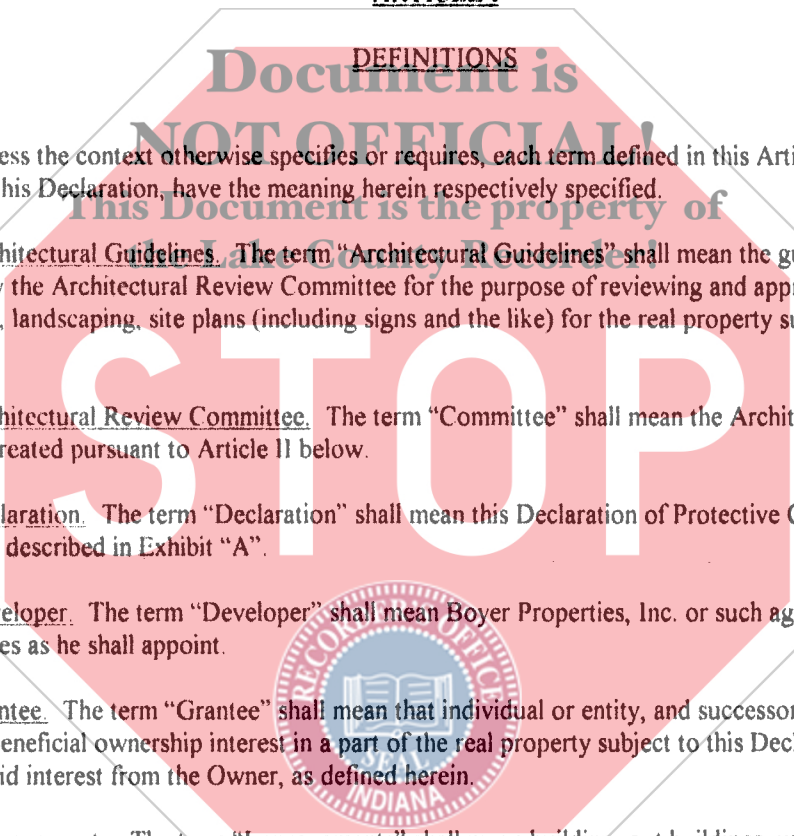 DEFINITIONS
Document is
NOT OFFICIAL!
This Document is the property of
the Lake County Recorder!
STOP
ess the context otherwise specifies or requires, each term defined in this Arti
his Declaration, have the meaning herein respectively specified.
hitectural Guidelines. The term “Architectural Guidelines” shall mean the gu
the Architectural Review Committee for the purpose of reviewing and appr
, landscaping, site plans (including signs and the like) for the real property su
hitectural Review Committee. The term “Committee” shall mean the Archit
reated pursuant to Article II below.
laration. The term “Declaration” shall mean this Declaration of Protective C
described in Exhibit “A”.
veloper. The term “Developer” shall mean Boyer Properties, Inc. or such ag
es as he shall appoint.
ntee. The term “Grantee” shall mean that individual or entity, and successor
beneficial ownership interest in a part of the real property subject to this Decl
id interest from the Owner, as defined herein.
RECORDER'S OFFICE
SEAL
INDIANA